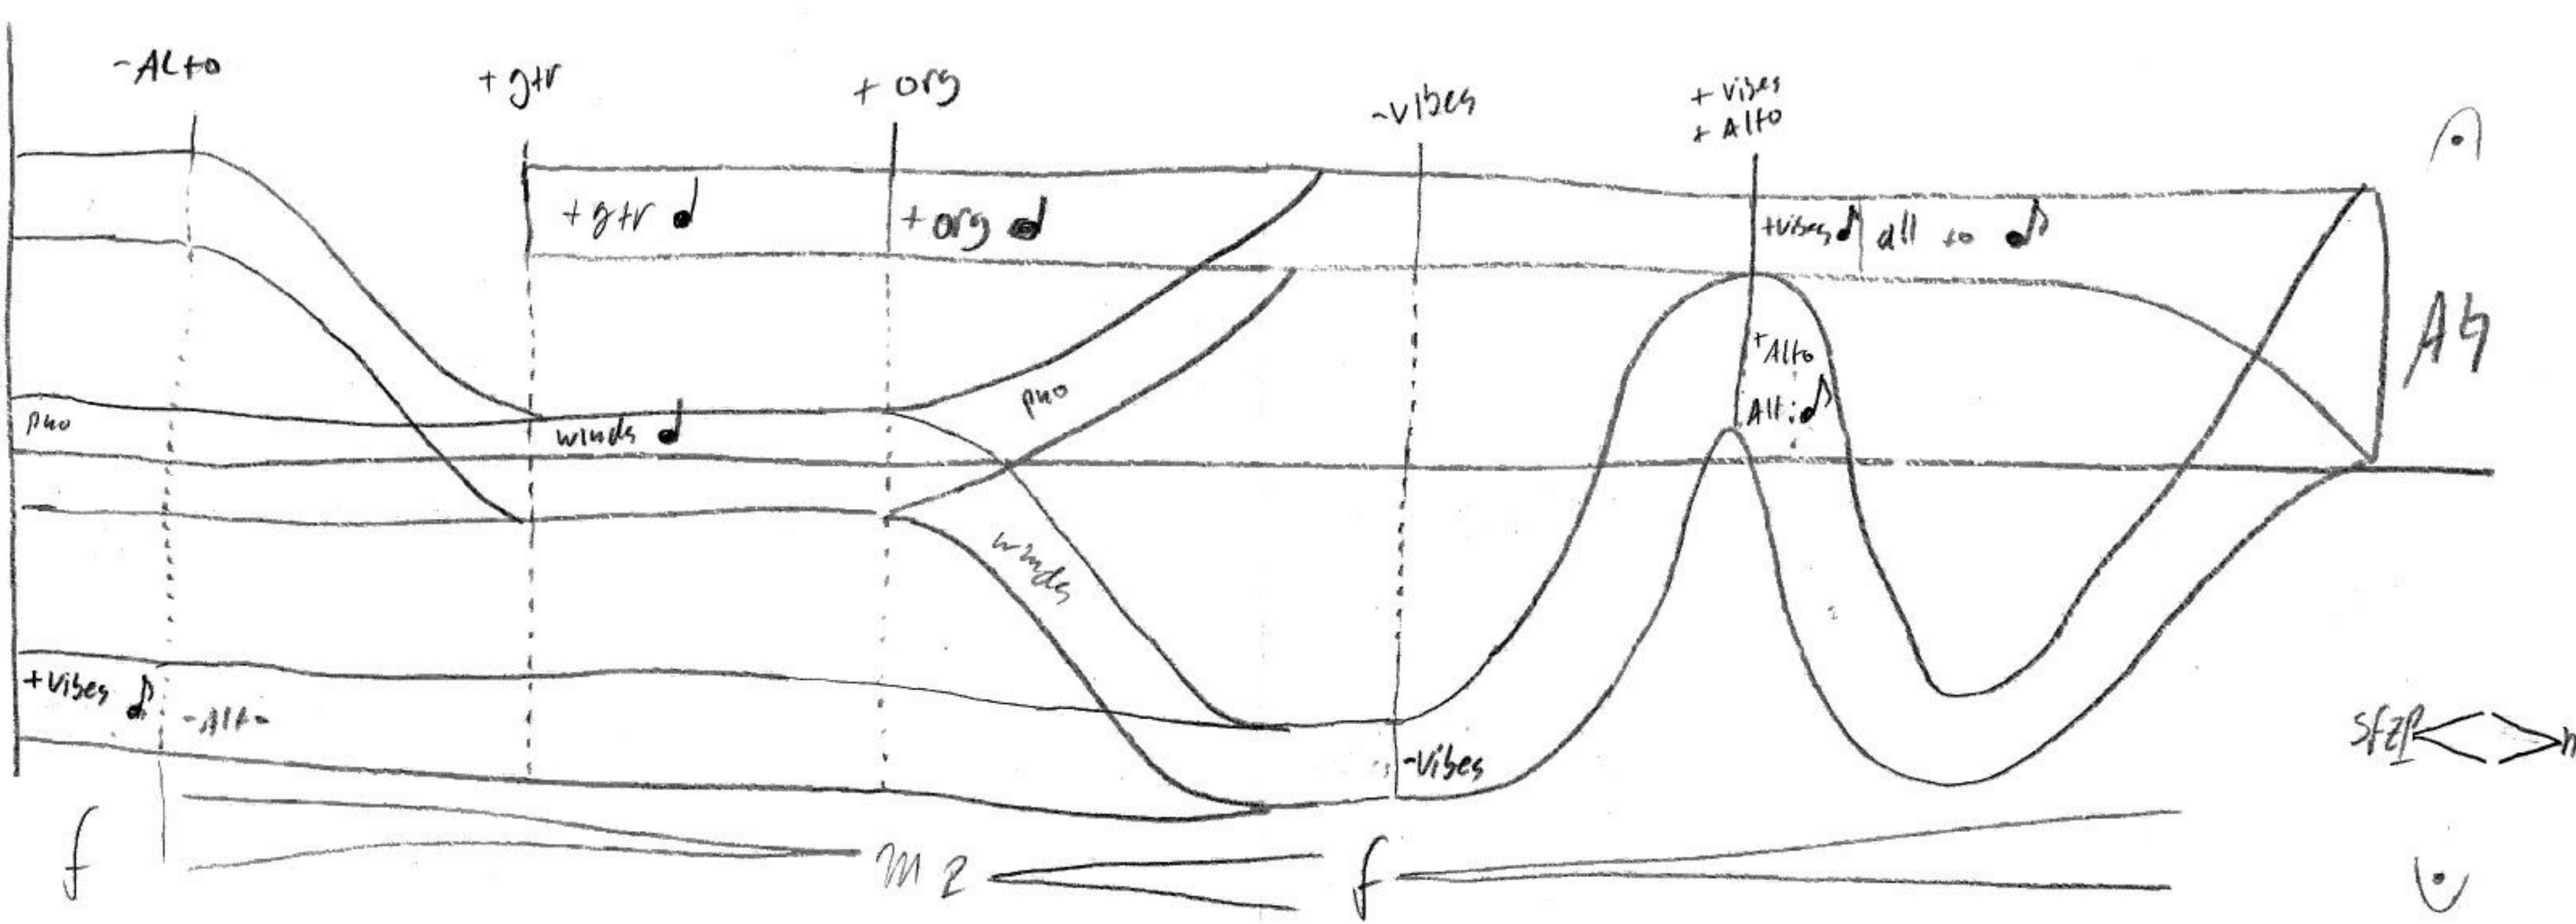 -Alto
+ gtr
+ org
-vibes
+ vibes
+ Alto
+gtr ♩
+org ♩
+vibes ♪
all to ♪
pno
winds ♩
pno
+Alto
All: ♪
A♮
winds
+vibes ♪
-Alto
-vibes
sfzp
n
f
mp
f